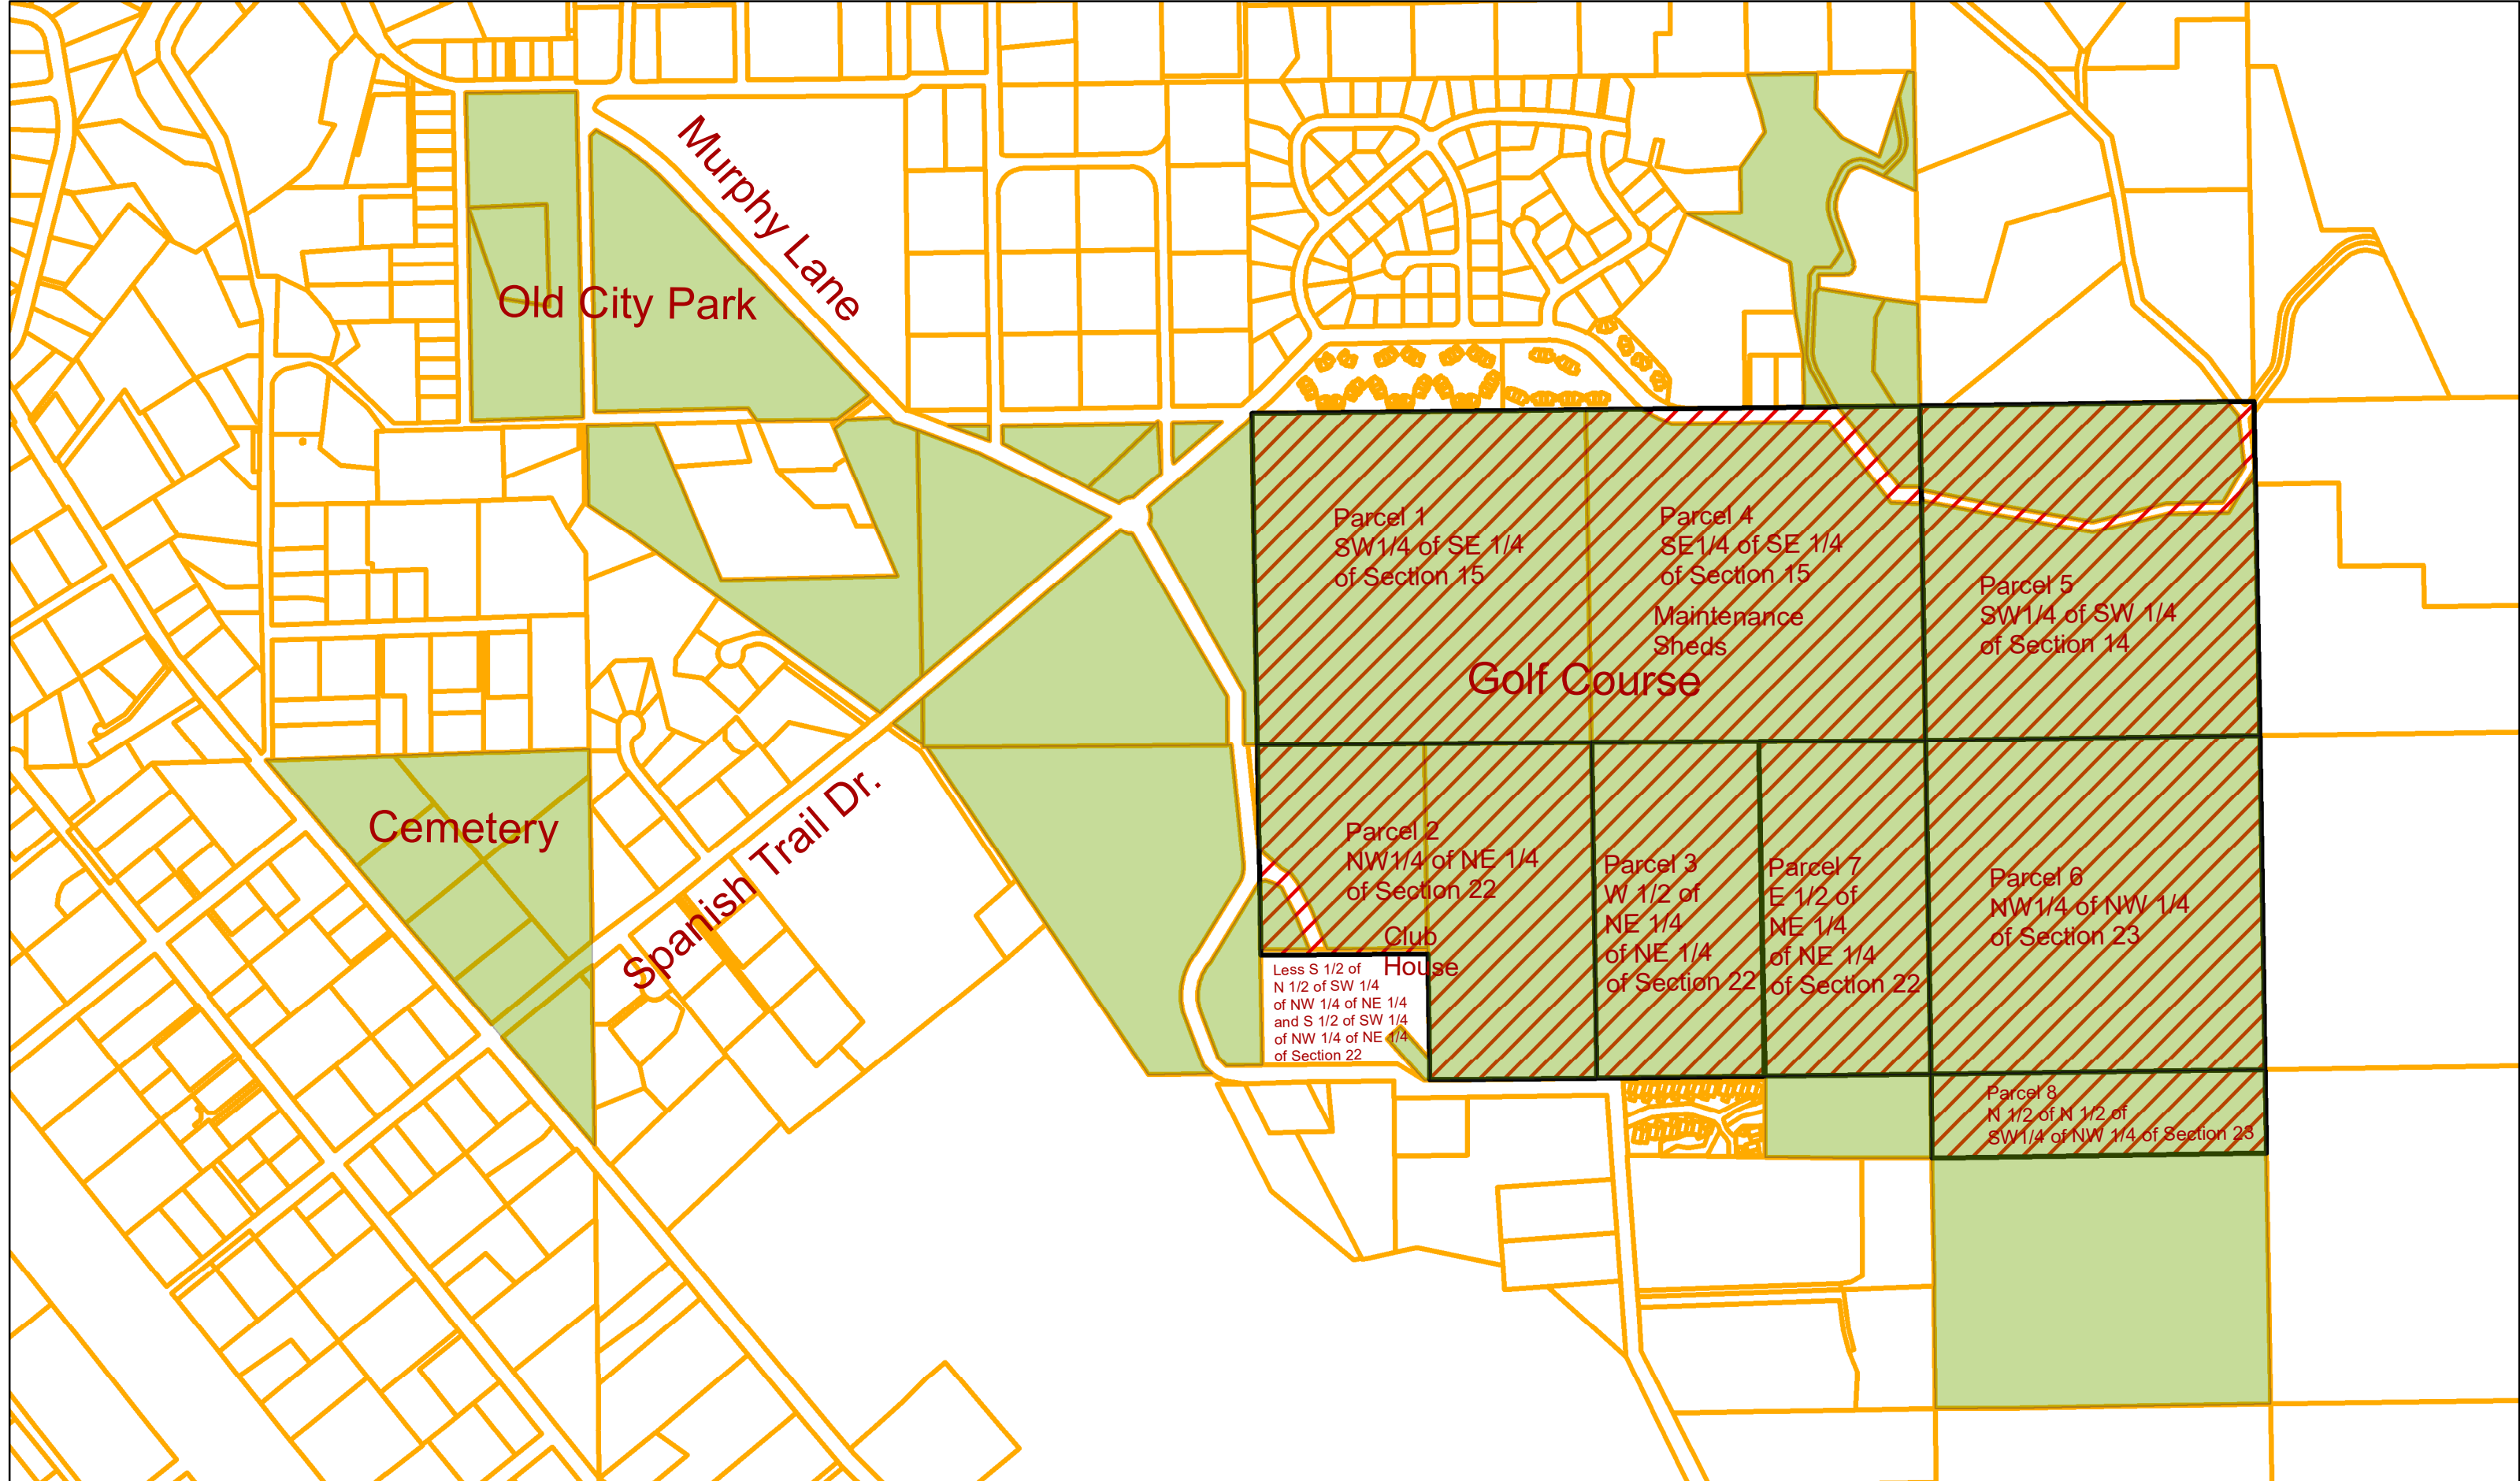 Murphy Lane
Old City Park
Parcel 1
SW1/4 of SE 1/4
of Section 15
Parcel 4
SE1/4 of SE 1/4
of Section 15
Maintenance
Sheds
Parcel 5
SW1/4 of SW 1/4
of Section 14
Golf Course
Cemetery
Spanish Trail Dr.
Parcel 2
NW1/4 of NE 1/4
of Section 22
Club
House
Parcel 3
W 1/2 of
NE 1/4
of NE 1/4
of Section 22
Parcel 7
E 1/2 of
NE 1/4
of NE 1/4
of Section 22
Parcel 6
NW1/4 of NW 1/4
of Section 23
Less S 1/2 of
N 1/2 of SW 1/4
of NW 1/4 of NE 1/4
and S 1/2 of SW 1/4
of NW 1/4 of NE 1/4
of Section 22
Parcel 8
N 1/2 of N 1/2 of
SW1/4 of NW 1/4 of Section 23